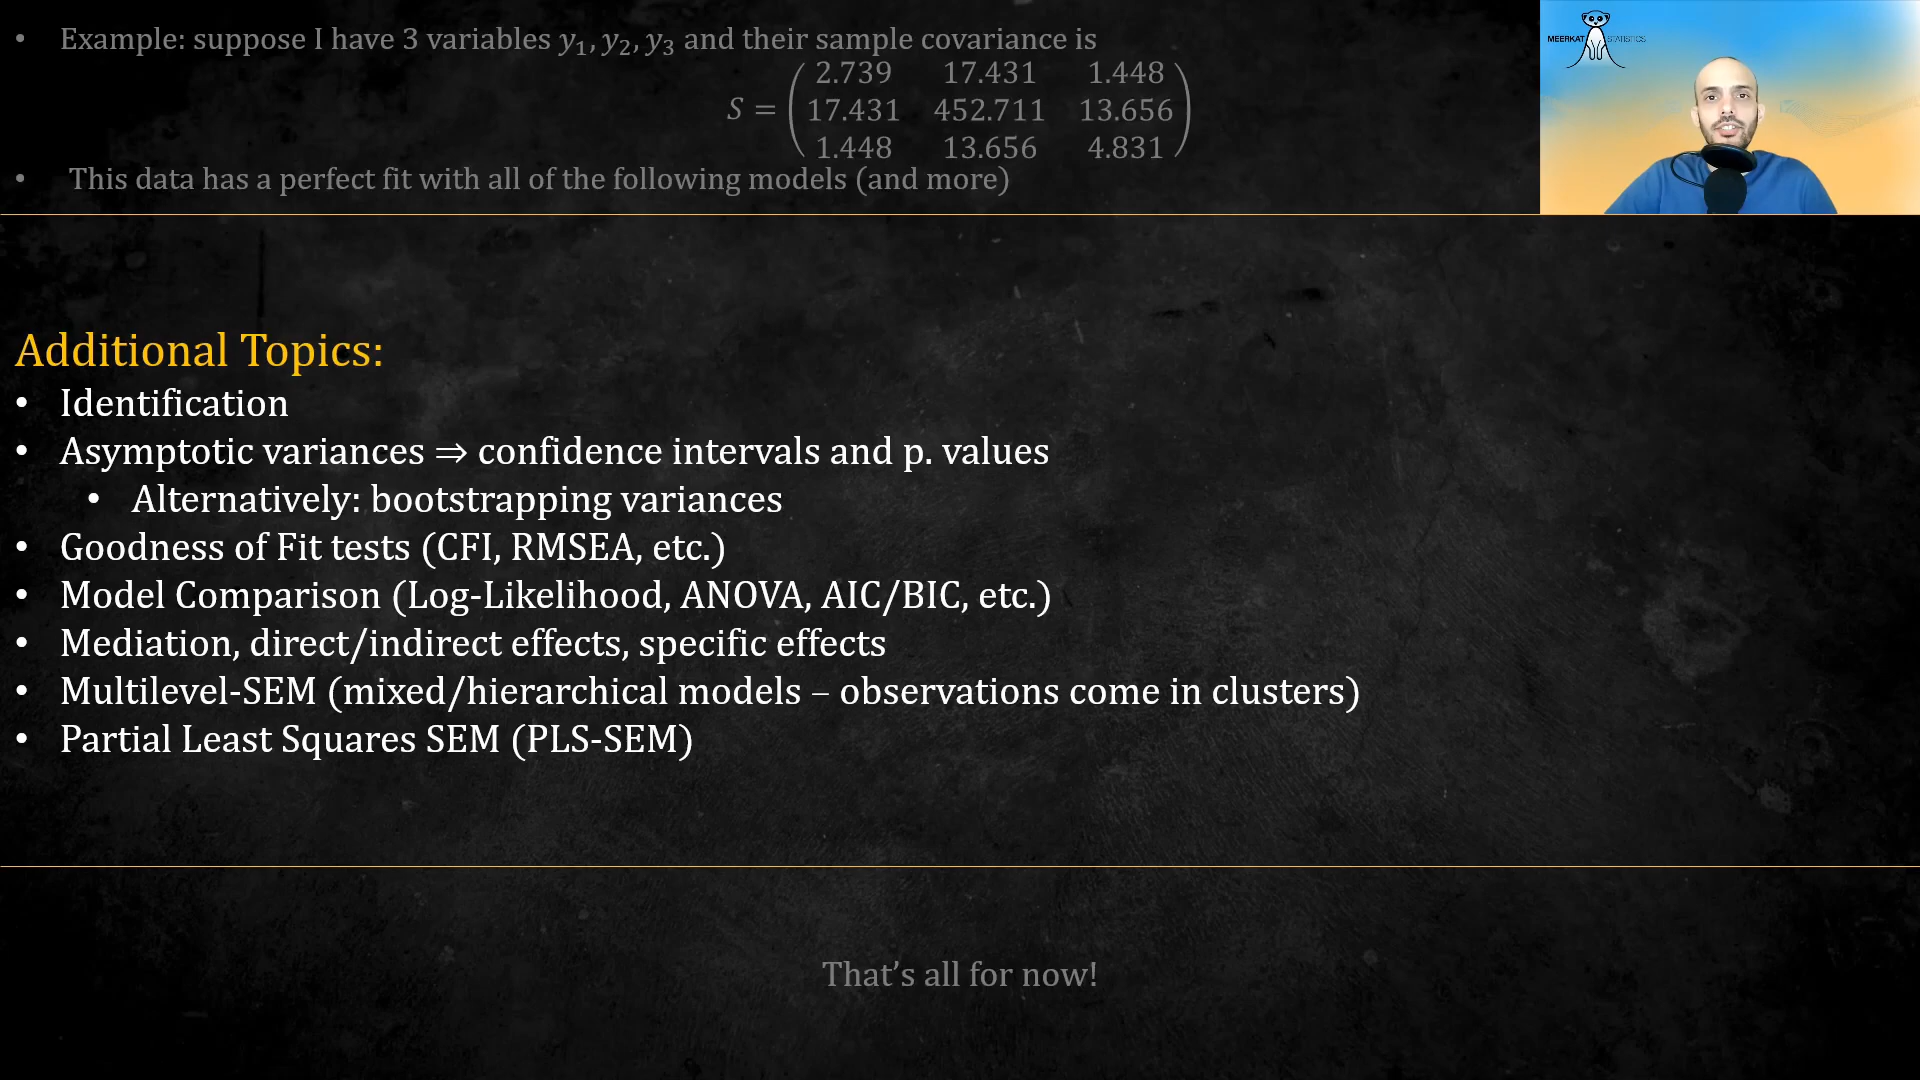 • Example: suppose I have 3 variables y₁, y₂, y₃ and their sample covariance is
MEERKAT STATISTICS
2.739 17.431 1.448
S = 17.431 452.711 13.656
1.448 13.656 4.831
• This data has a perfect fit with all of the following models (and more)
Additional Topics:
• Identification
• Asymptotic variances ⇒ confidence intervals and p. values
• Alternatively: bootstrapping variances
• Goodness of Fit tests (CFI, RMSEA, etc.)
• Model Comparison (Log-Likelihood, ANOVA, AIC/BIC, etc.)
• Mediation, direct/indirect effects, specific effects
• Multilevel-SEM (mixed/hierarchical models – observations come in clusters)
• Partial Least Squares SEM (PLS-SEM)
That’s all for now!